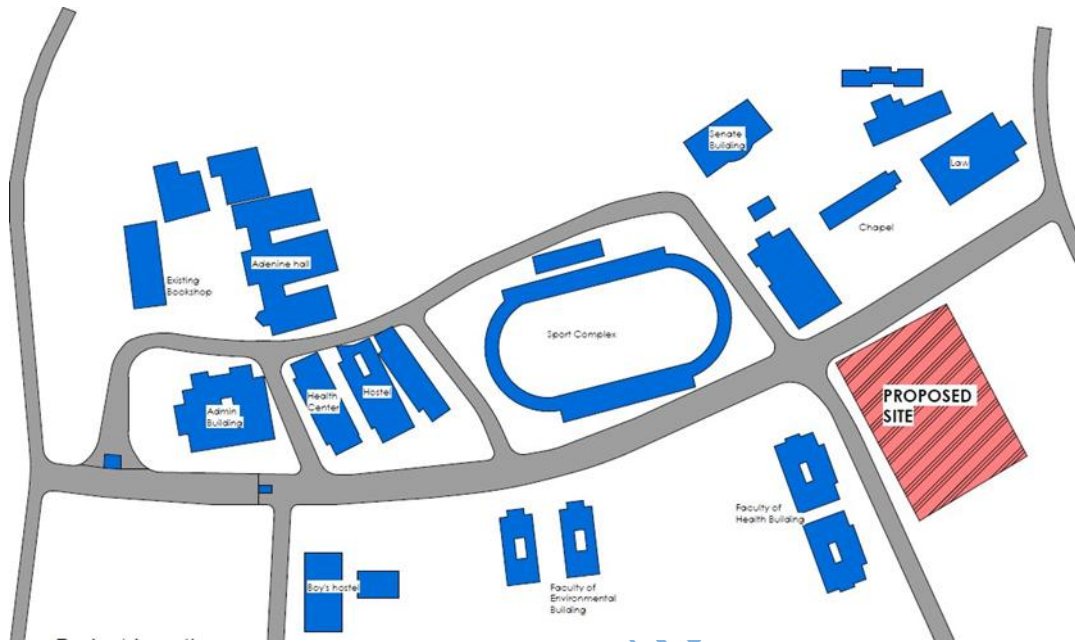 Senate
Building
Law
Chapel
Existing
Bookshop
Adenine hall
Sport Complex
Health
Center
Hostel
Admin
Building
PROPOSED
SITE
Faculty of
Health Building
Boy's hostel
Faculty of
Environmental
Building